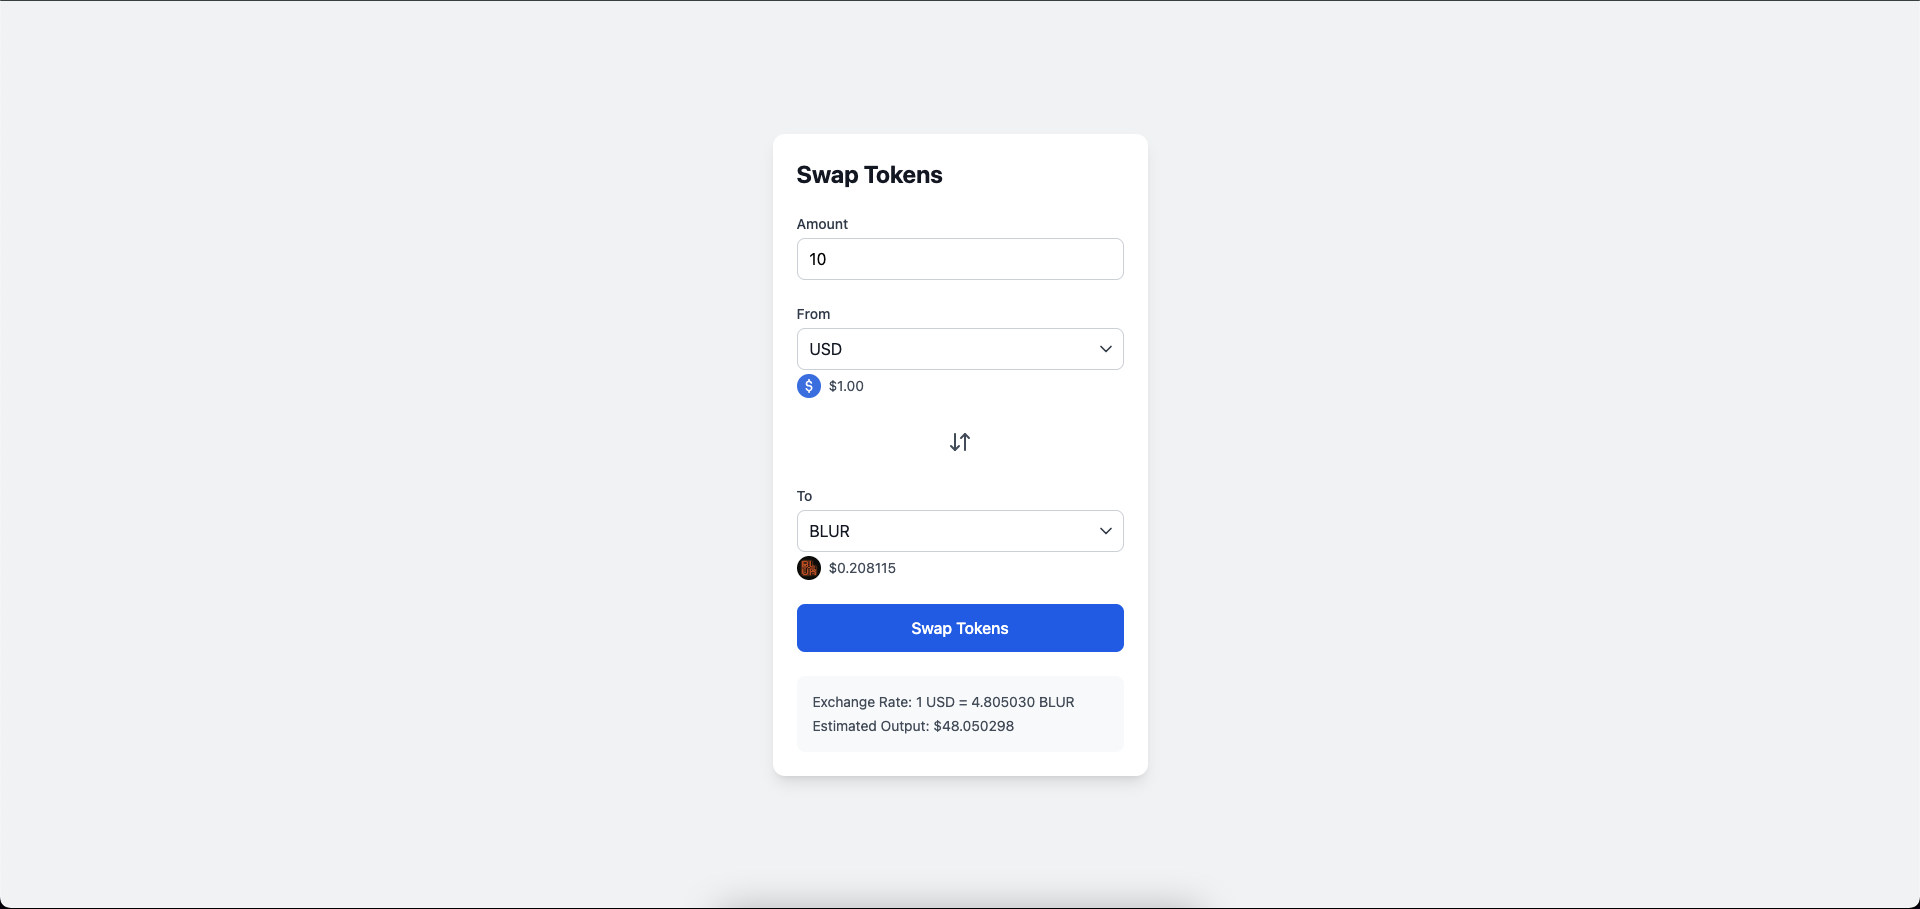 Swap Tokens
Amount
10
From
USD
$ $1.00
To
BLUR
$0.208115
Swap Tokens
Exchange Rate: 1 USD = 4.805030 BLUR
Estimated Output: $48.050298